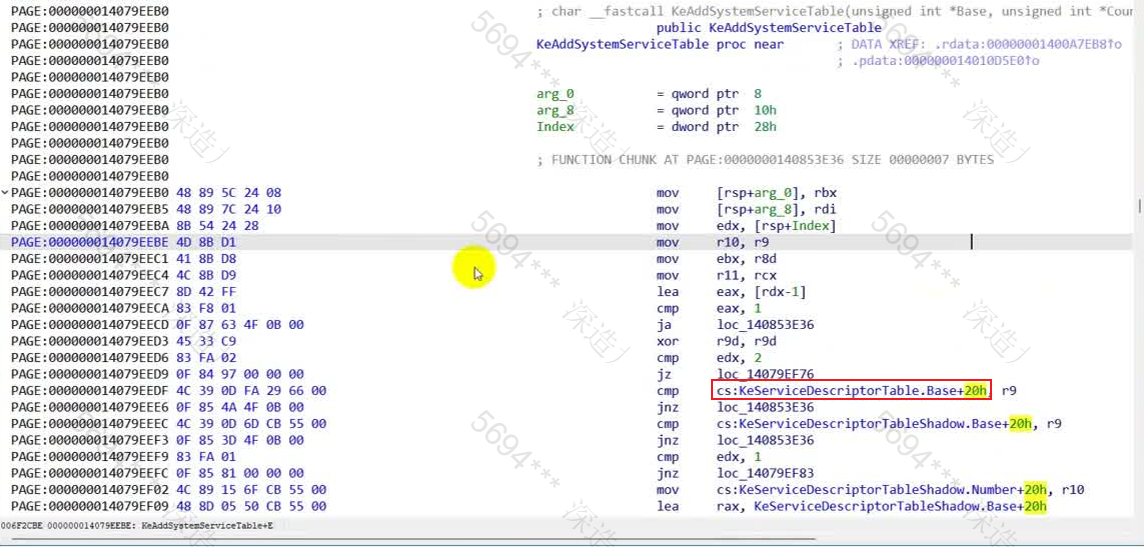 PAGE:000000014079EEB0 ; char __fastcall KeAddSystemServiceTable(unsigned int *Base, unsigned int *Coun
PAGE:000000014079EEB0 public KeAddSystemServiceTable
PAGE:000000014079EEB0 KeAddSystemServiceTable proc near ; DATA XREF: .rdata:00000001400A7EB8↑o
PAGE:000000014079EEB0 ; .pdata:000000014010D5E0↑o
PAGE:000000014079EEB0
PAGE:000000014079EEB0 arg_0 = qword ptr 8
PAGE:000000014079EEB0 arg_8 = qword ptr 10h
PAGE:000000014079EEB0 Index = dword ptr 28h
PAGE:000000014079EEB0
PAGE:000000014079EEB0 ; FUNCTION CHUNK AT PAGE:0000000140853E36 SIZE 00000007 BYTES
PAGE:000000014079EEB0
PAGE:000000014079EEB0 48 89 5C 24 08 mov [rsp+arg_0], rbx
PAGE:000000014079EEB5 48 89 7C 24 10 mov [rsp+arg_8], rdi
PAGE:000000014079EEBA 8B 54 24 28 mov edx, [rsp+Index]
PAGE:000000014079EEBE 4D 8B D1 mov r10, r9
PAGE:000000014079EEC1 41 8B D8 mov ebx, r8d
PAGE:000000014079EEC4 4C 8B D9 mov r11, rcx
PAGE:000000014079EEC7 8D 42 FF lea eax, [rdx-1]
PAGE:000000014079EECA 83 F8 01 cmp eax, 1
PAGE:000000014079EECD 0F 87 63 4F 0B 00 ja loc_140853E36
PAGE:000000014079EED3 45 33 C9 xor r9d, r9d
PAGE:000000014079EED6 83 FA 02 cmp edx, 2
PAGE:000000014079EED9 0F 84 97 00 00 00 jz loc_14079EF76
PAGE:000000014079EEDF 4C 39 0D FA 29 66 00 cmp cs:KeServiceDescriptorTable.Base+20h, r9
PAGE:000000014079EEE6 0F 85 4A 4F 0B 00 jnz loc_140853E36
PAGE:000000014079EEEC 4C 39 0D 6D CB 55 00 cmp cs:KeServiceDescriptorTableShadow.Base+20h, r9
PAGE:000000014079EEF3 0F 85 3D 4F 0B 00 jnz loc_140853E36
PAGE:000000014079EEF9 83 FA 01 cmp edx, 1
PAGE:000000014079EEFC 0F 85 81 00 00 00 jnz loc_14079EF83
PAGE:000000014079EF02 4C 89 15 6F CB 55 00 mov cs:KeServiceDescriptorTableShadow.Number+20h, r10
PAGE:000000014079EF09 48 8D 05 50 CB 55 00 lea rax, KeServiceDescriptorTableShadow.Base+20h
006F2CBE 000000014079EEBE: KeAddSystemServiceTable+E
5694***
5694***
5694***
5694***
5694***
5694***
深造
深造
深造
深造
深造
深造